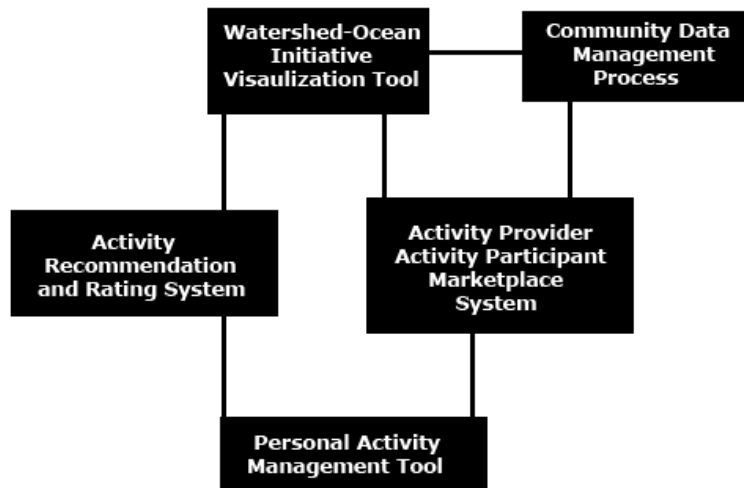 Watershed-Ocean
Initiative
Visaulization Tool
Community Data
Management
Process
Activity
Recommendation
and Rating System
Activity Provider
Activity Participant
Marketplace
System
Personal Activity
Management Tool